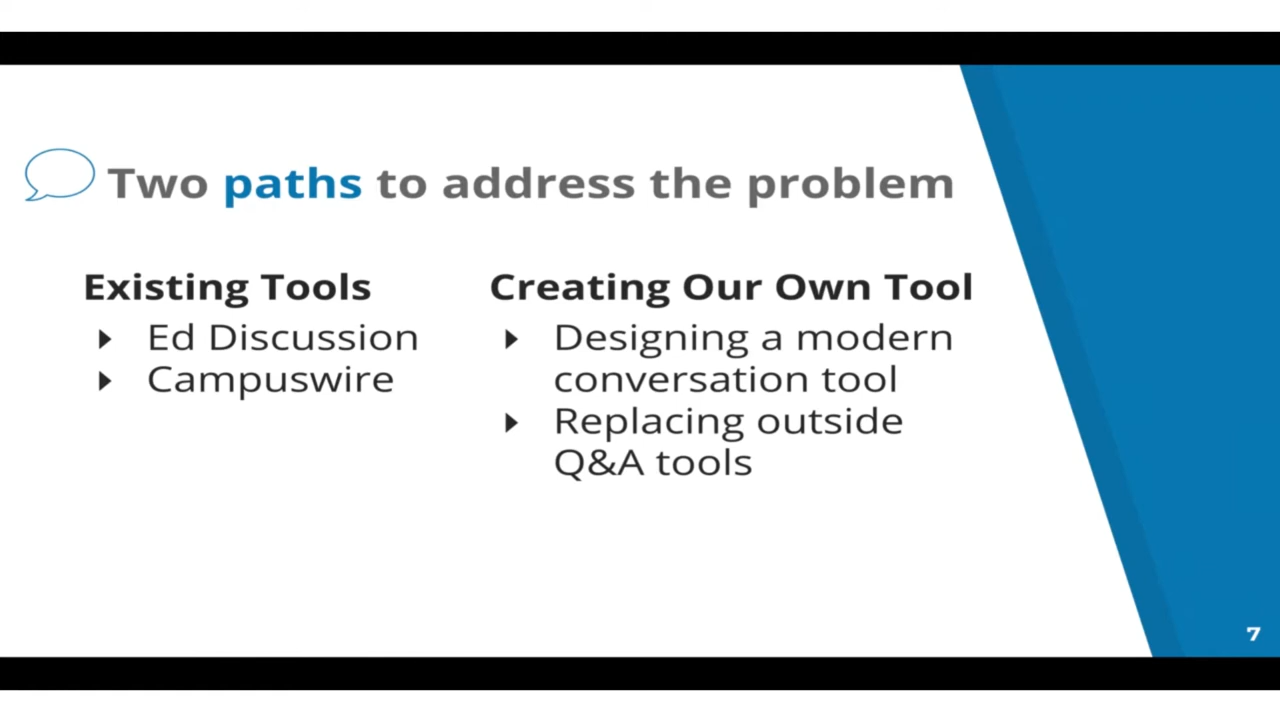 Two paths to address the problem
Existing Tools
Ed Discussion
Campuswire
Creating Our Own Tool
Designing a modern
conversation tool
Replacing outside
Q&A tools
7